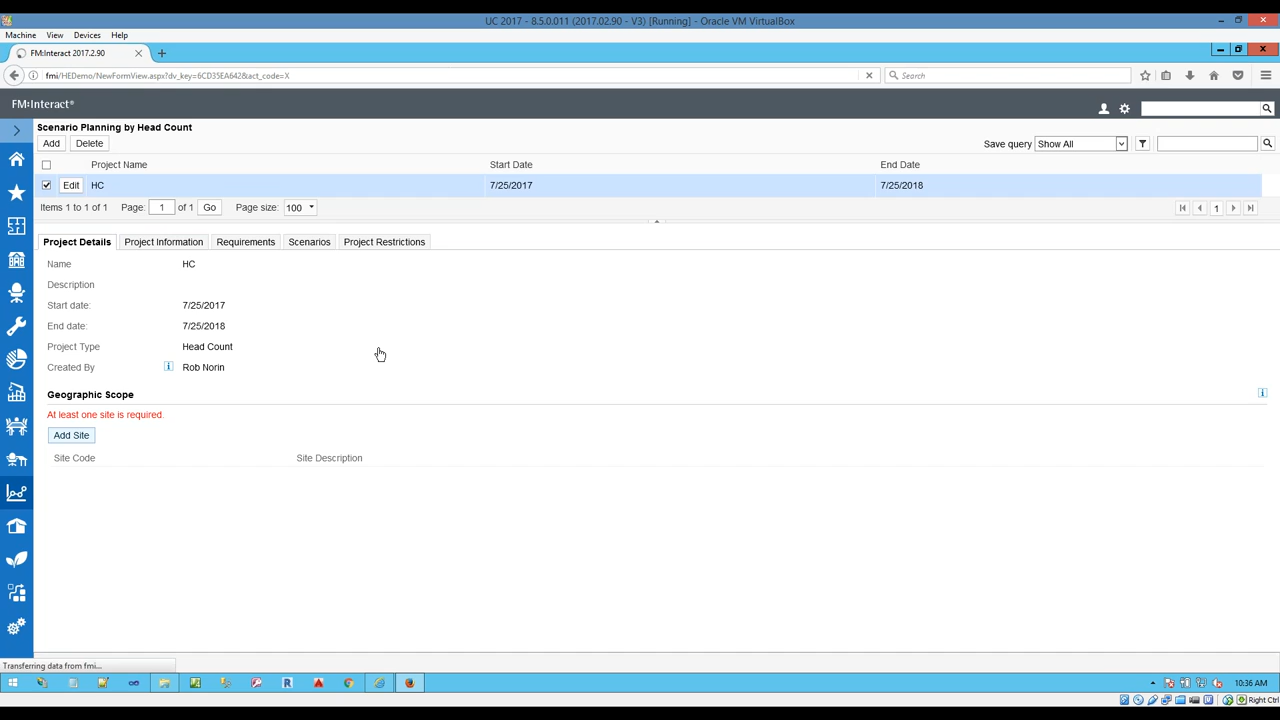 UC 2017 - 8.5.0.011 (2017.02.90 - V3) [Running] - Oracle VM VirtualBox
Machine View Devices Help
FM:Interact 2017.2.90
fmi/HEDemo/NewFormView.aspx?dv_key=6CD35EA642&act_code=X
Search
FM:Interact®
Scenario Planning by Head Count
Add Delete Save query Show All
Project Name Start Date End Date
Edit HC 7/25/2017 7/25/2018
Items 1 to 1 of 1 Page: 1 of 1 Go Page size: 100 1
Project Details Project Information Requirements Scenarios Project Restrictions
Name HC
Description
Start date: 7/25/2017
End date: 7/25/2018
Project Type Head Count
Created By i Rob Norin
Geographic Scope i
At least one site is required.
Add Site
Site Code Site Description
Transferring data from fmi...
10:36 AM
Right Ctrl